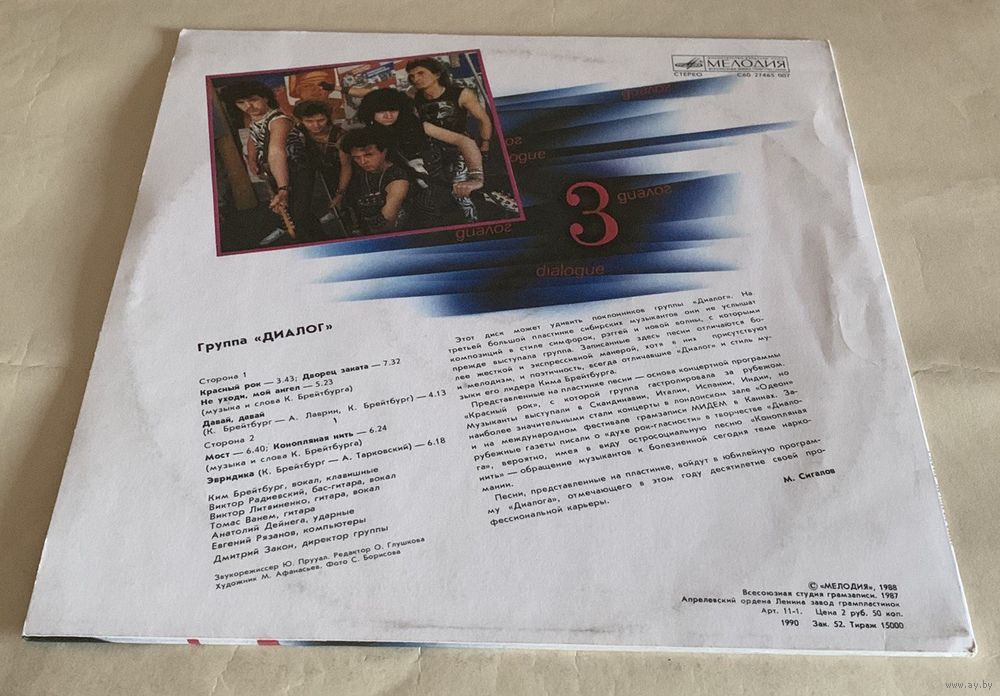 МЕЛОДИЯ
СТЕРЕО С60 27465 007
диалог
диалог
диалог
3
dialogue
Группа «ДИАЛОГ»
Сторона 1
Красный рок — 3.43; Дворец заката — 7.32
Не уходи, мой ангел — 5.23
(музыка и слова К. Брейтбурга)
Давай, давай
(К. Брейтбург — А. Лаврин, К. Брейтбург) — 4.13
Сторона 2
Мост — 6.40; Конопляная нить — 6.24
(музыка и слова К. Брейтбурга)
Эвридика (К. Брейтбург — А. Тарковский) — 6.18
Ким Брейтбург, вокал, клавишные
Виктор Радиевский, бас-гитара, вокал
Виктор Литвиненко, гитара, вокал
Томас Ванем, гитара
Анатолий Дейнега, ударные
Евгений Рязанов, компьютеры
Дмитрий Закон, директор группы
Звукорежиссер Ю. Прууал. Редактор О. Глушкова
Художник М. Афанасьев. Фото С. Борисова
Этот диск может удивить поклонников группы «Диалог». На
третьей большой пластинке сибирских музыкантов они не услышат
композиций в стиле симфорок, рэггей и новой волны, с которыми
прежде выступала группа. Записанные здесь песни отличаются бо-
лее жесткой и экспрессивной манерой, хотя в них присутствуют
и мелодизм, и поэтичность, всегда отличавшие «Диалог» и стиль му-
зыки его лидера Кима Брейтбурга.
Представленные на пластинке песни — основа концертной программы
«Красный рок», с которой группа гастролировала за рубежом.
Музыканты выступали в Скандинавии, Италии, Испании, Индии, но
наиболее значительными стали концерты в лондонском зале «Одеон»
и на международном фестивале грамзаписи МИДЕМ в Каннах. За-
рубежные газеты писали о «духе рок-гласности» в творчестве «Диало-
га», вероятно, имея в виду остросоциальную песню «Конопляная
нить» — обращение музыкантов к болезненной сегодня теме нарко-
мании.
Песни, представленные на пластинке, войдут в юбилейную програм-
му «Диалога», отмечающего в этом году десятилетие своей про-
фессиональной карьеры.
М. Сигалов
© «МЕЛОДИЯ», 1988
Всесоюзная студия грамзаписи. 1987
Апрелевский ордена Ленина завод грампластинок
Арт. 11-1. Цена 2 руб. 50 коп.
1990 Зак. 52. Тираж 15000
www.ay.by